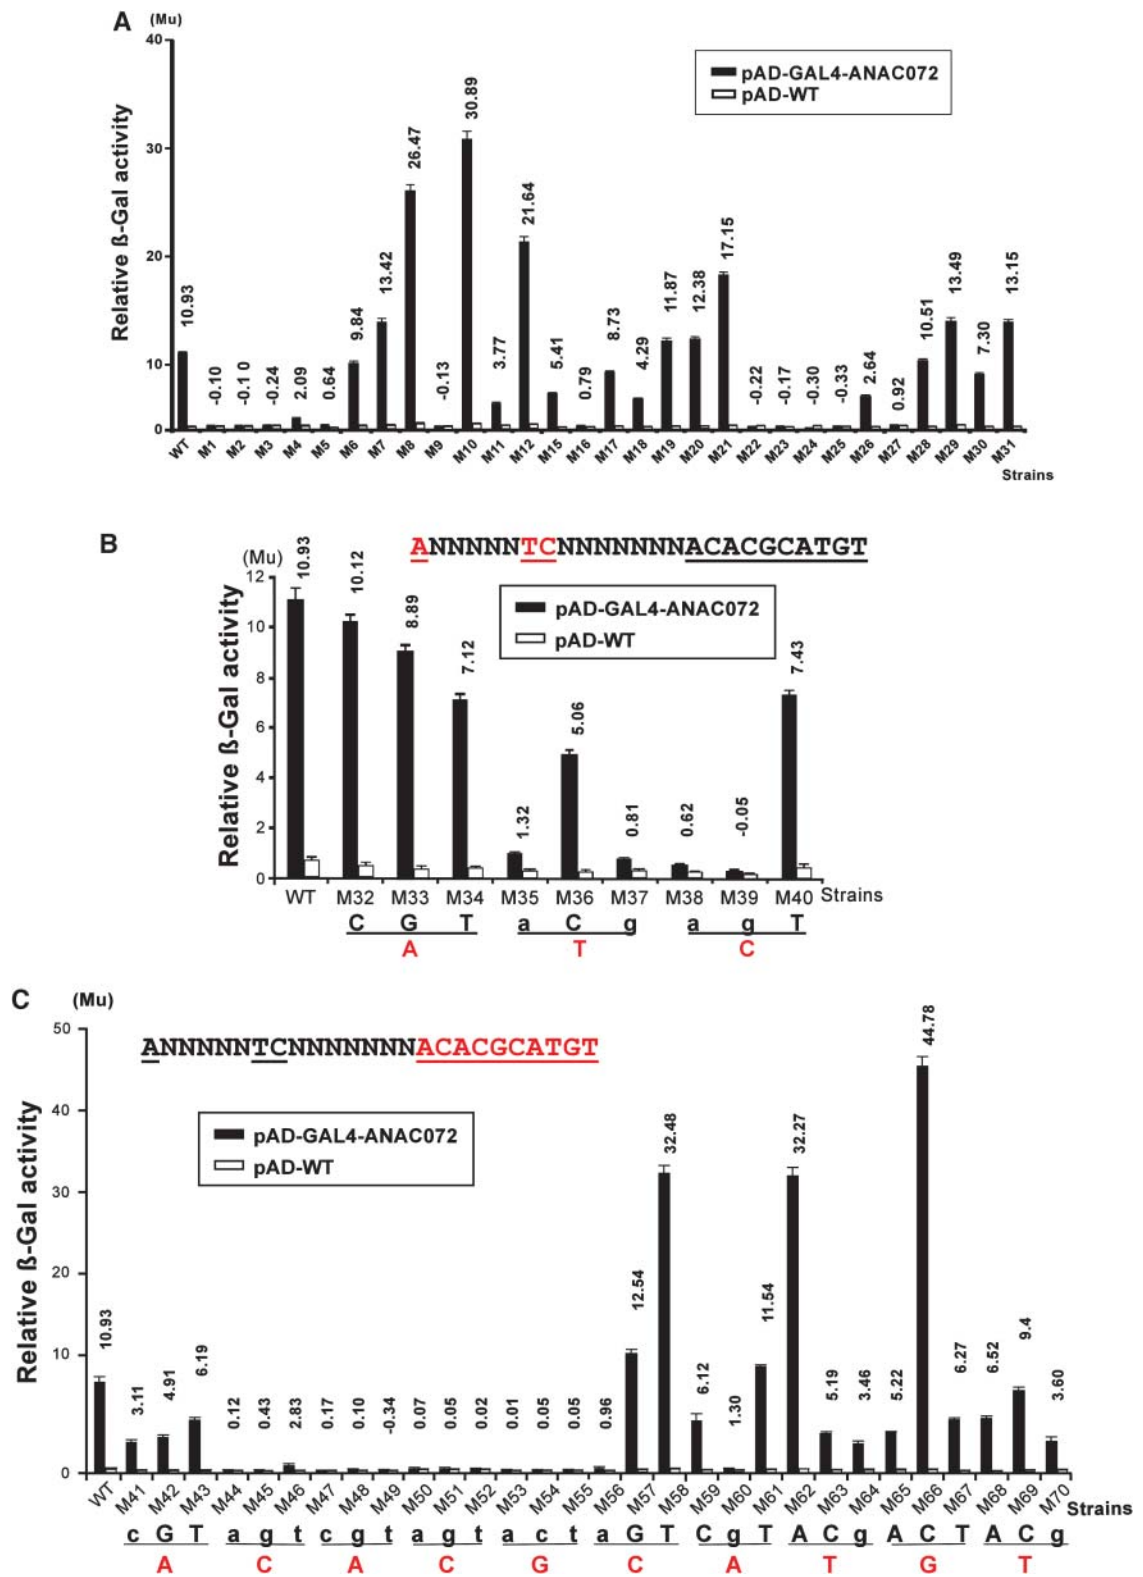 A (Mu)
40
30
20
10
0
Relative ß-Gal activity
pAD-GAL4-ANAC072
pAD-WT
10.93 -0.10 -0.1 0 -0.24 2.09 0.64 9.84 13.42 26.47 -0.13 30.89 3.77 21.64 5.41 0.79 8.73 4.29 11.87 12.38 17.15 -0.22 -0.17 -0.30 -0.33 2.64 0.92 10.51 13.49 7.30 13.15
WT M1 M2 M3 M4 M5 M6 M7 M8 M9 M10 M11 M12 M15 M16 M17 M18 M19 M20 M21 M22 M23 M24 M25 M26 M27 M28 M29 M30 M31
Strains
B
ANNNNNTCNNNNNNNACACGCATGT
(Mu)
12
10
8
6
4
2
0
Relative ß-Gal activity
pAD-GAL4-ANAC072
pAD-WT
10.93 10.12 8.89 7.12 1.32 5.06 0.81 0.62 -0.05 7.43
WT M32 M33 M34 M35 M36 M37 M38 M39 M40 Strains
C G T a C g a g T
A T C
C (Mu)
50
40
30
20
10
0
Relative ß-Gal activity
ANNNNNTCNNNNNNNACACGCATGT
pAD-GAL4-ANAC072
pAD-WT
10.93 3.11 4.91 6.19 0.12 0.43 2.83 0.17 0.10 -0.34 0.07 0.05 0.02 0.01 0.05 0.05 0.96 12.54 32.48 6.12 1.30 11.54 32.27 5.19 3.46 5.22 44.78 6.27 6.52 9.4 3.60
WT M41 M42 M43 M44 M45 M46 M47 M48 M49 M50 M51 M52 M53 M54 M55 M56 M57 M58 M59 M60 M61 M62 M63 M64 M65 M66 M67 M68 M69 M70 Strains
c G T a g t c g t a g t a c t a G T C g T A C g A C T A C g
A C A C G C A T G T